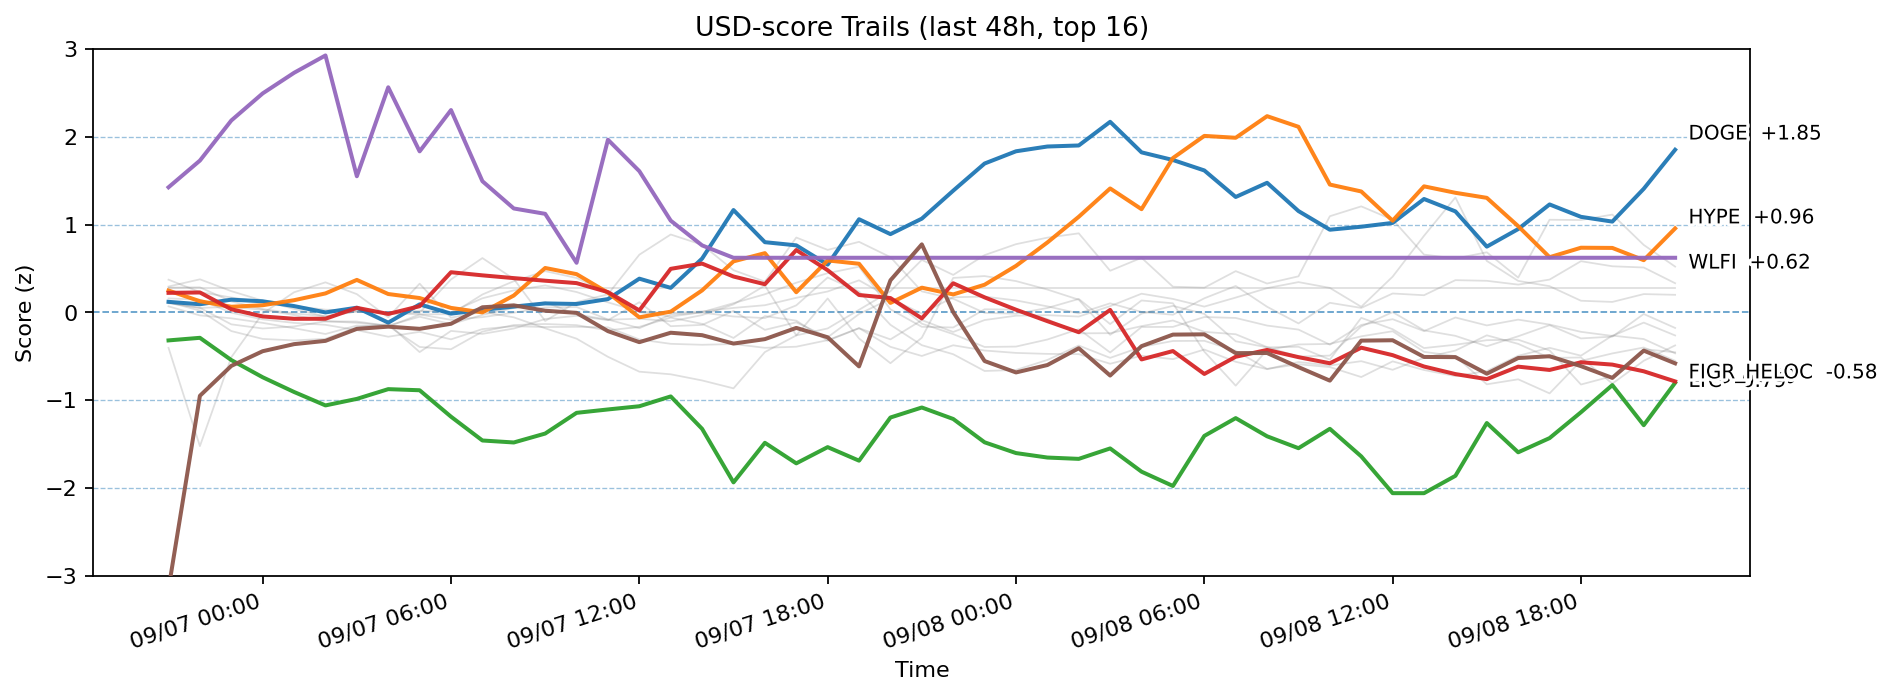 USD-score Trails (last 48h, top 16)
Score (z)
3
2
1
0
−1
−2
−3
DOGE +1.85
HYPE +0.96
WLFI +0.62
FIGR_HELOC -0.58
09/07 00:00
09/07 06:00
09/07 12:00
09/07 18:00
09/08 00:00
09/08 06:00
09/08 12:00
09/08 18:00
Time